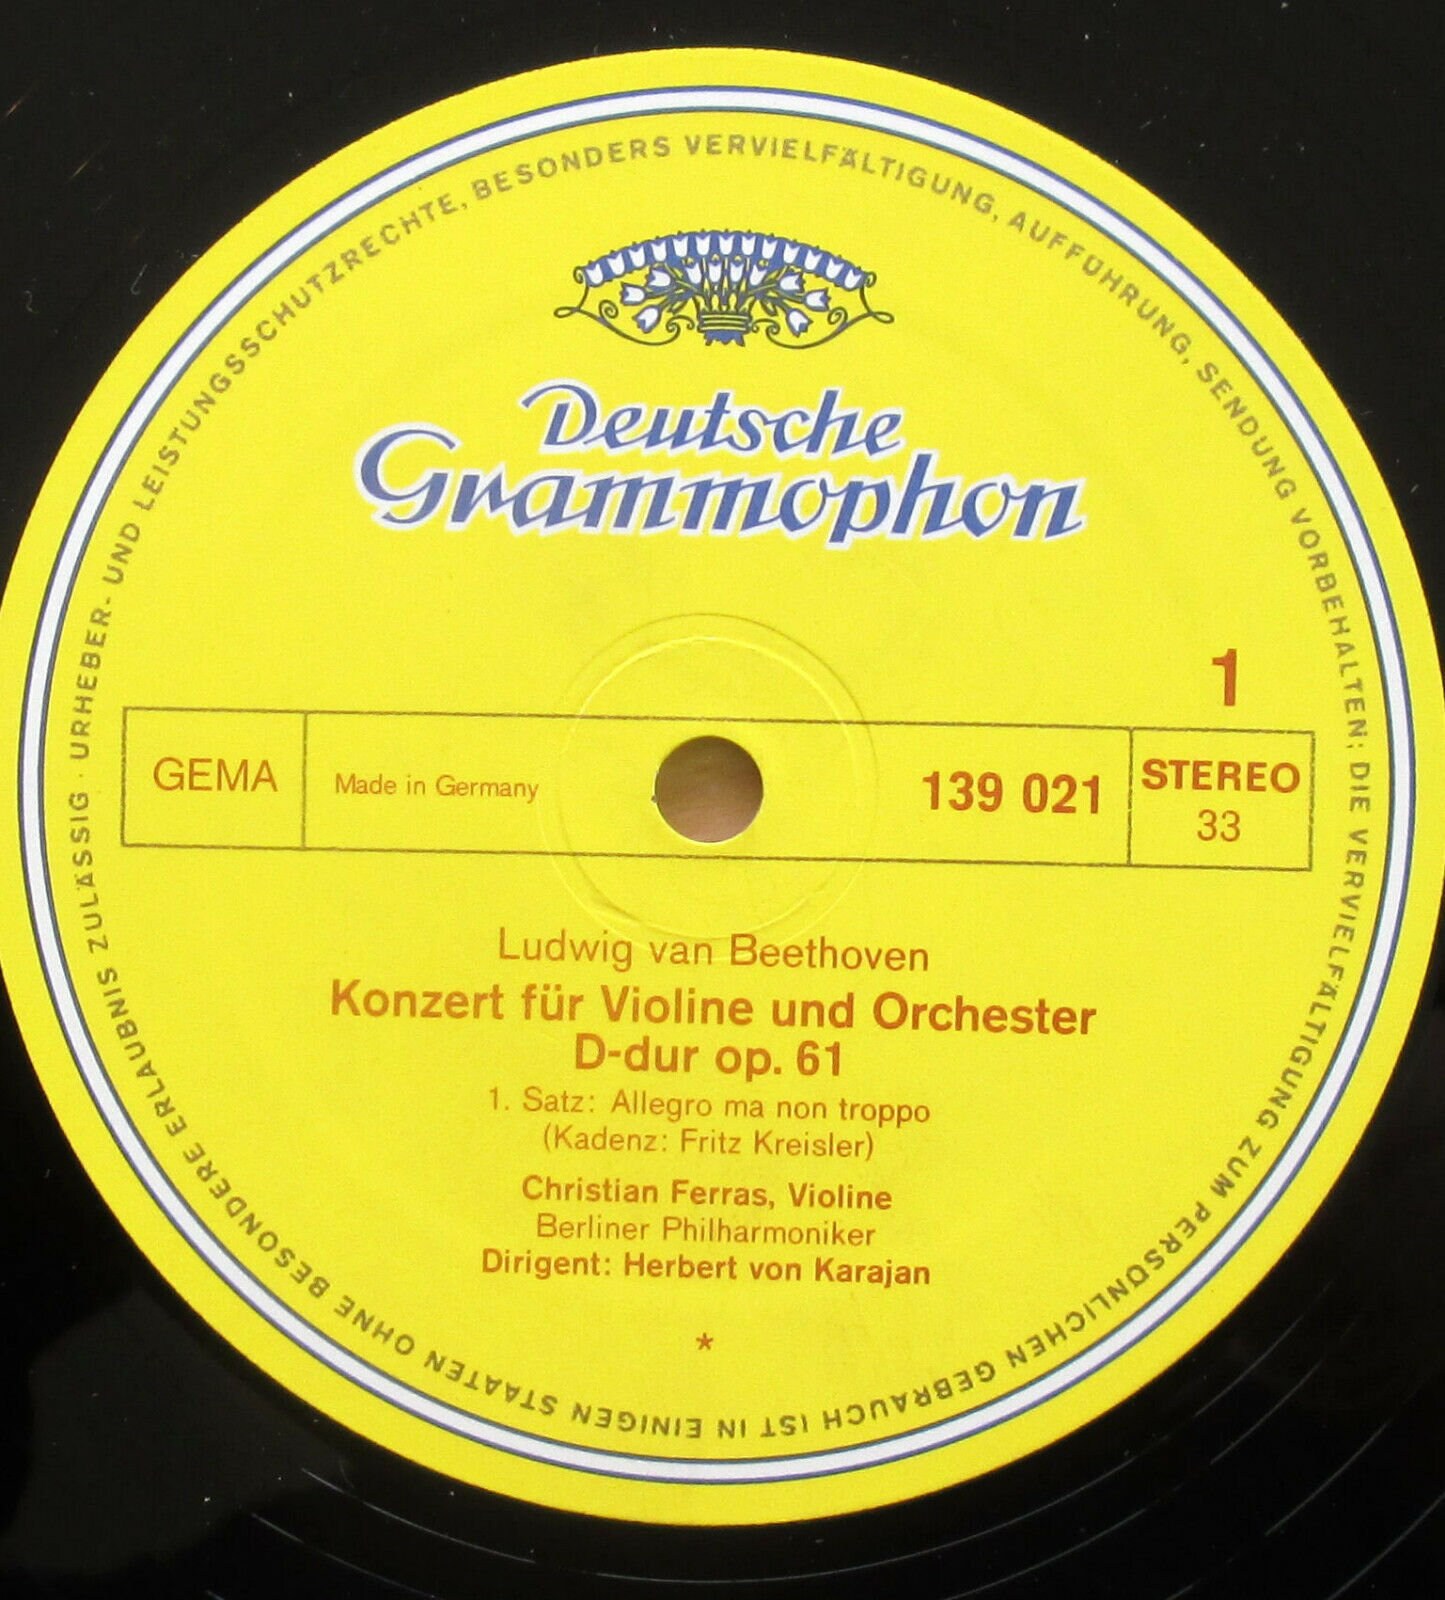 URHEBER- UND LEISTUNGSSCHUTZRECHTE, BESONDERS VERVIELFÄLTIGUNG, AUFFÜHRUNG, SENDUNG VORBEHALTEN; DIE VERVIELFÄLTIGUNG ZUM PERSÖNLICHEN GEBRAUCH IST IN EINIGEN STAATEN OHNE BESONDERE ERLAUBNIS ZULÄSSIG ·
Deutsche
Grammophon
1
GEMA
Made in Germany
139 021
STEREO
33
Ludwig van Beethoven
Konzert für Violine und Orchester
D-dur op. 61
1. Satz: Allegro ma non troppo
(Kadenz: Fritz Kreisler)
Christian Ferras, Violine
Berliner Philharmoniker
Dirigent: Herbert von Karajan
*